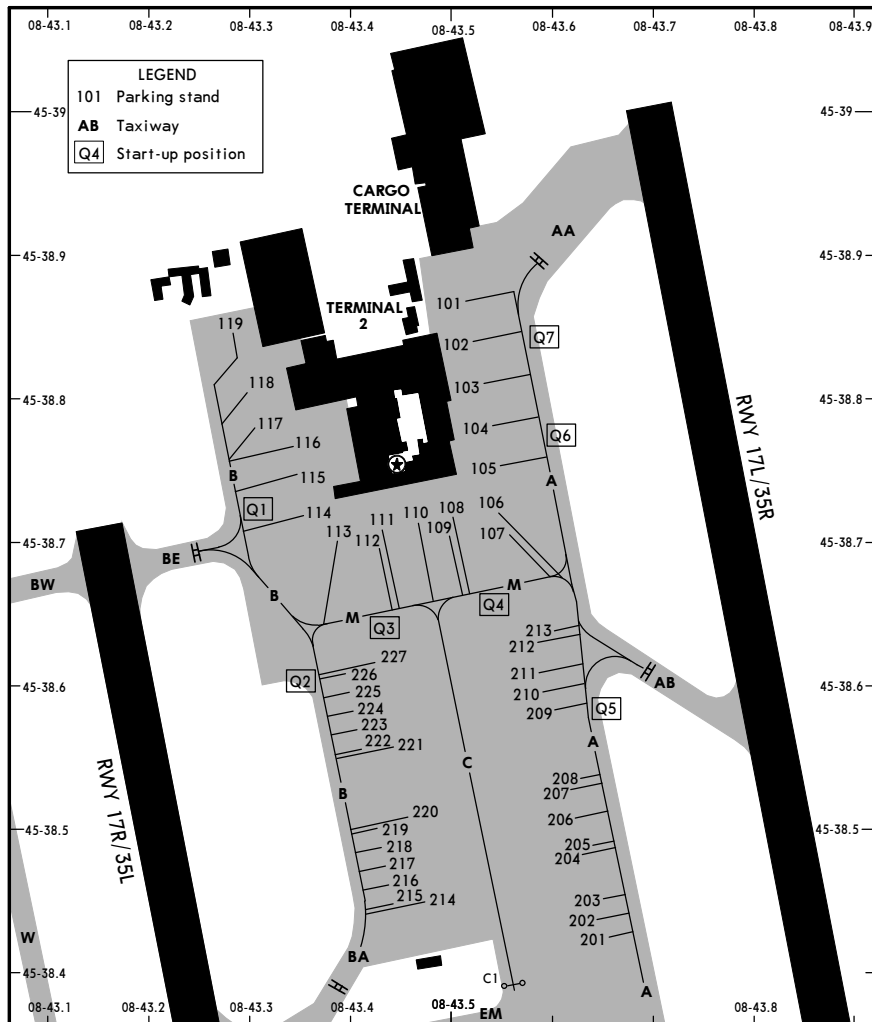 08-43.1 08-43.2 08-43.3 08-43.4 08-43.5 08-43.6 08-43.7 08-43.8 08-43.9
LEGEND
101 Parking stand
AB Taxiway
Q4 Start-up position
45-39 45-39
CARGO
TERMINAL
AA
45-38.9 45-38.9
TERMINAL
2
101
119
Q7
102
103
118
45-38.8 45-38.8
117
104
Q6
116
105
B
115
A
RWY 17L/35R
Q1
114
113
111
112
110
108
109
106
107
45-38.7 45-38.7
BE
BW
B
M
Q3
Q4
M
213
212
227
226
Q2
225
224
223
222
221
211
210
209
AB
Q5
45-38.6 45-38.6
A
C
B
RWY 17R/35L
208
207
206
205
204
220
219
218
217
216
215
214
45-38.5 45-38.5
203
202
201
W
BA
45-38.4 45-38.4
C1
A
EM
08-43.1 08-43.2 08-43.3 08-43.4 08-43.5 08-43.8